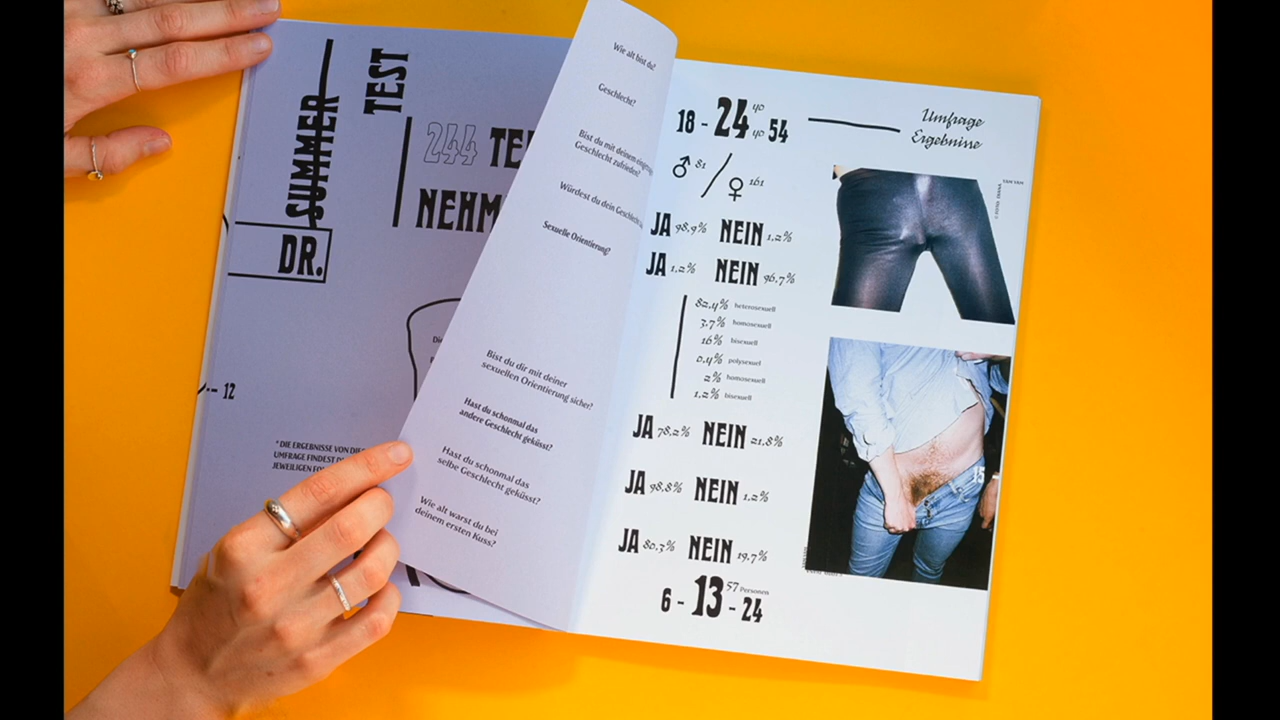 DR. SUMMER
TEST
244 TEI
NEHM
12
* DIE ERGEBNISSE VON DIE
UMFRAGE FINDEST D
JEWEILIGEN FO
Wie alt bist du?
Geschlecht?
Bist du mit deinem
Geschlecht zufrieden?
Würdest du dein Geschlecht
Sexuelle Orientierung?
Bist du dir mit deiner
sexuellen Orientierung sicher?
Hast du schonmal das
andere Geschlecht geküsst?
Hast du schonmal das
selbe Geschlecht geküsst?
Wie alt warst du bei
deinem ersten Kuss?
Umfrage
Ergebnisse
18 - 24 yo yo 54
♂ 81 / ♀ 161
JA 98,9% NEIN 1,2%
JA 1,2% NEIN 96,7%
82,4% heterosexuell
3,7% homosexuell
16% bisexuell
0,4% polysexuel
2% homosexuell
1,2% bisexuell
JA 78,2% NEIN 21,8%
JA 98,8% NEIN 1,2%
JA 80,3% NEIN 19,7%
6 - 13 57 Personen - 24